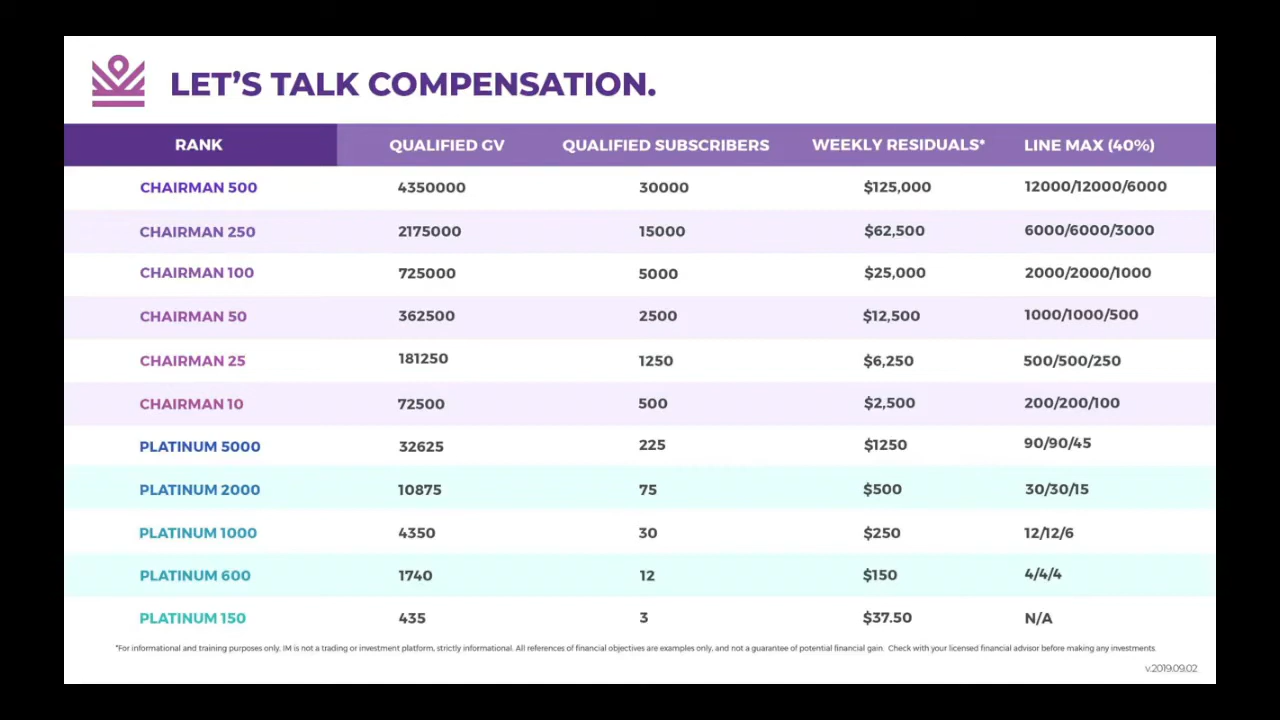 LET'S TALK COMPENSATION.
RANK QUALIFIED GV QUALIFIED SUBSCRIBERS WEEKLY RESIDUALS* LINE MAX (40%)
CHAIRMAN 500 4350000 30000 $125,000 12000/12000/6000
CHAIRMAN 250 2175000 15000 $62,500 6000/6000/3000
CHAIRMAN 100 725000 5000 $25,000 2000/2000/1000
CHAIRMAN 50 362500 2500 $12,500 1000/1000/500
CHAIRMAN 25 181250 1250 $6,250 500/500/250
CHAIRMAN 10 72500 500 $2,500 200/200/100
PLATINUM 5000 32625 225 $1250 90/90/45
PLATINUM 2000 10875 75 $500 30/30/15
PLATINUM 1000 4350 30 $250 12/12/6
PLATINUM 600 1740 12 $150 4/4/4
PLATINUM 150 435 3 $37.50 N/A
*For informational and training purposes only. IM is not a trading or investment platform, strictly informational. All references of financial objectives are examples only, and not a guarantee of potential financial gain. Check with your licensed financial advisor before making any investments.
v.2019.09.02